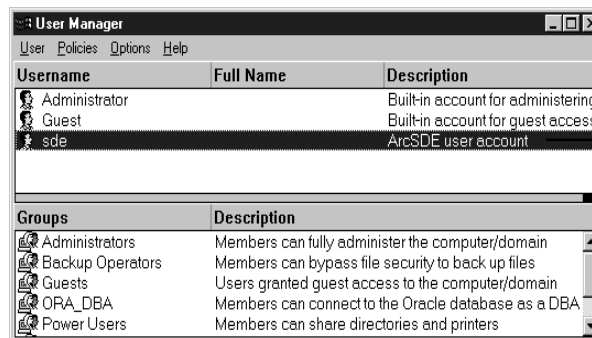 User Manager
User Policies Options Help
Username Full Name Description
Administrator Built-in account for administering
Guest Built-in account for guest access
sde ArcSDE user account
Groups Description
Administrators Members can fully administer the computer/domain
Backup Operators Members can bypass file security to back up files
Guests Users granted guest access to the computer/domain
ORA_DBA Members can connect to the Oracle database as a DBA
Power Users Members can share directories and printers